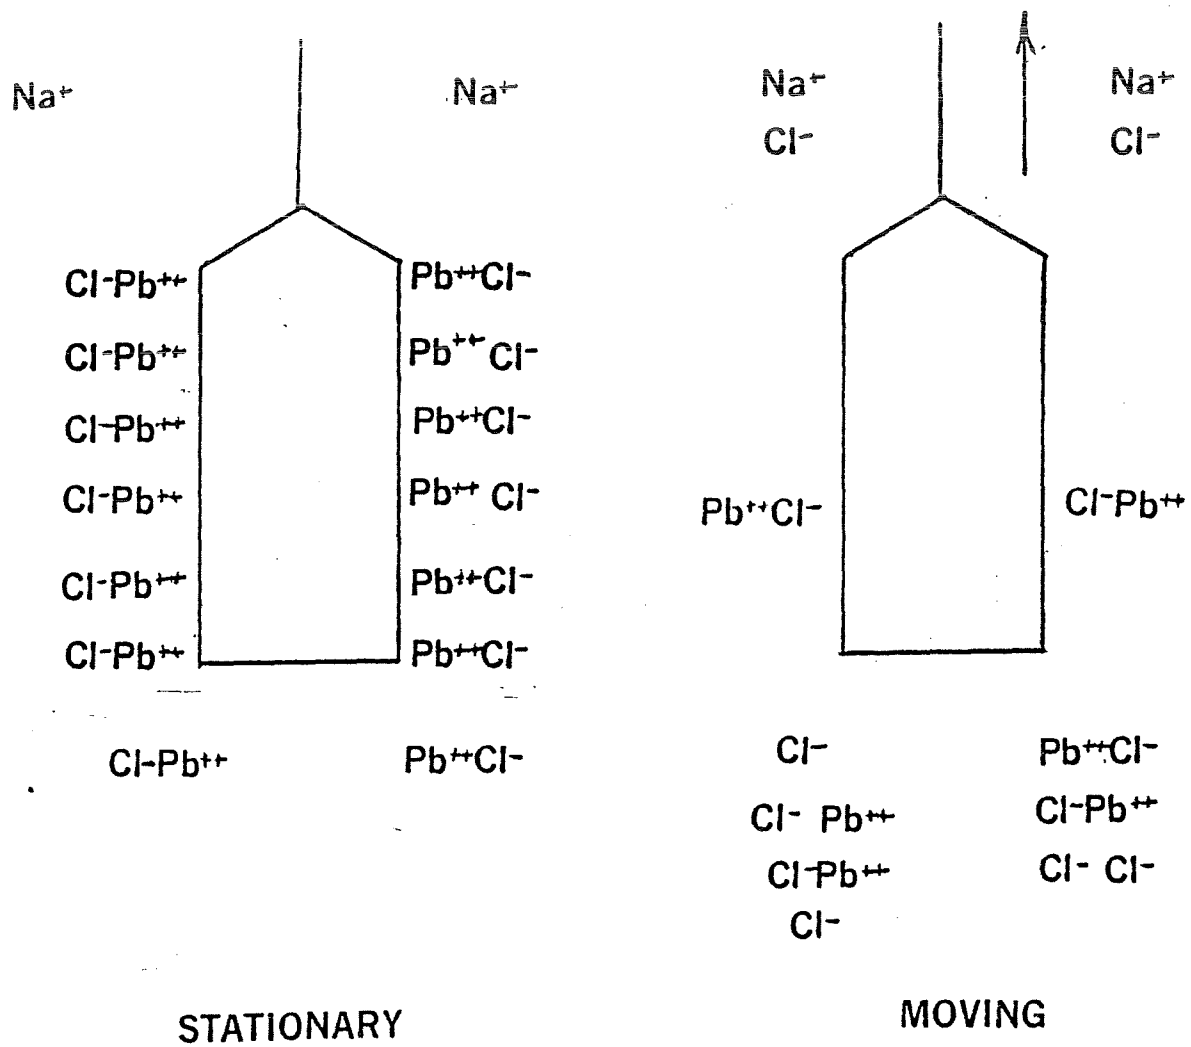 Na⁺ Na⁺
Cl⁻Pb⁺⁺ Pb⁺⁺Cl⁻
Cl⁻Pb⁺⁺ Pb⁺⁺Cl⁻
Cl⁻Pb⁺⁺ Pb⁺⁺Cl⁻
Cl⁻Pb⁺⁺ Pb⁺⁺ Cl⁻
Cl⁻Pb⁺⁺ Pb⁺⁺Cl⁻
Cl⁻Pb⁺⁺ Pb⁺⁺Cl⁻
Cl⁻Pb⁺⁺ Pb⁺⁺Cl⁻
STATIONARY
Na⁺ Na⁺
Cl⁻ Cl⁻
Pb⁺⁺Cl⁻ Cl⁻Pb⁺⁺
Cl⁻ Pb⁺⁺Cl⁻
Cl⁻ Pb⁺⁺ Cl⁻Pb⁺⁺
Cl⁻Pb⁺⁺ Cl⁻ Cl⁻
Cl⁻
MOVING